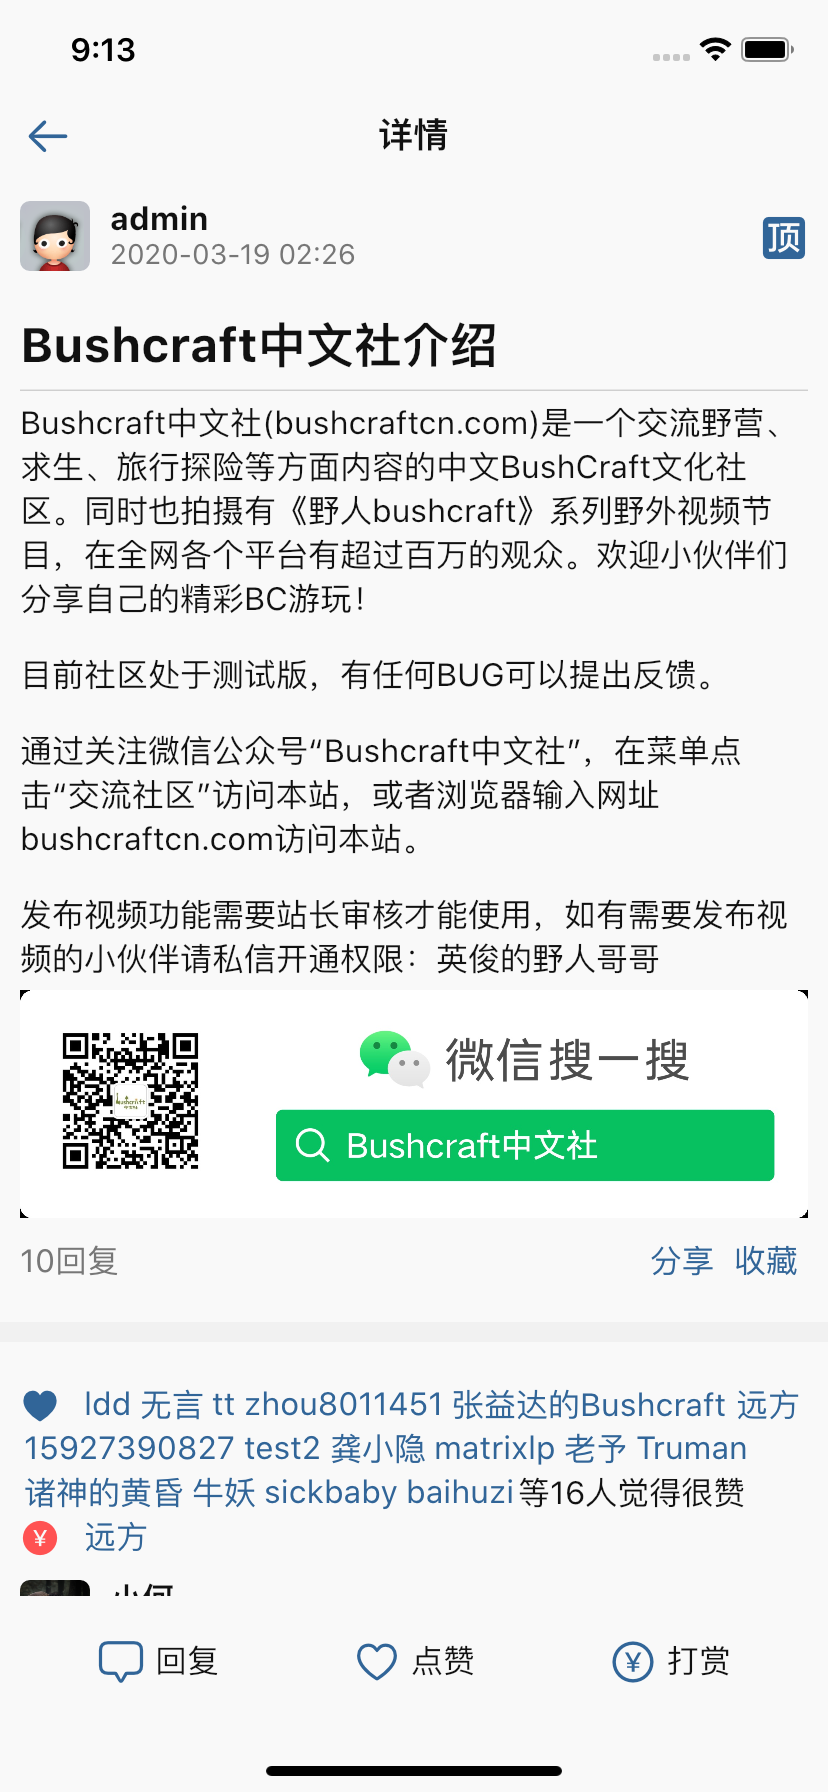 9:13
详情
admin
2020-03-19 02:26
顶
Bushcraft中文社介绍
Bushcraft中文社(bushcraftcn.com)是一个交流野营、
求生、旅行探险等方面内容的中文BushCraft文化社
区。同时也拍摄有《野人bushcraft》系列野外视频节
目，在全网各个平台有超过百万的观众。欢迎小伙伴们
分享自己的精彩BC游玩！
目前社区处于测试版，有任何BUG可以提出反馈。
通过关注微信公众号“Bushcraft中文社”，在菜单点
击“交流社区”访问本站，或者浏览器输入网址
bushcraftcn.com访问本站。
发布视频功能需要站长审核才能使用，如有需要发布视
频的小伙伴请私信开通权限：英俊的野人哥哥
微信搜一搜
Bushcraft中文社
10回复
分享 收藏
ldd 无言 tt zhou8011451 张益达的Bushcraft 远方
15927390827 test2 龚小隐 matrixlp 老予 Truman
诸神的黄昏 牛妖 sickbaby baihuzi等16人觉得很赞
¥ 远方
回复
点赞
¥ 打赏